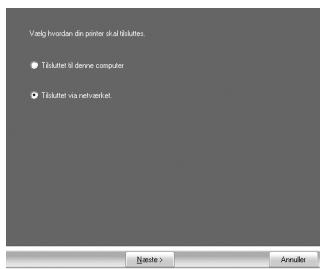 Vælg hvordan din printer skal tilsluttes.
Tilsluttet til denne computer
Tilsluttet via netværket.
Næste >
Annuller